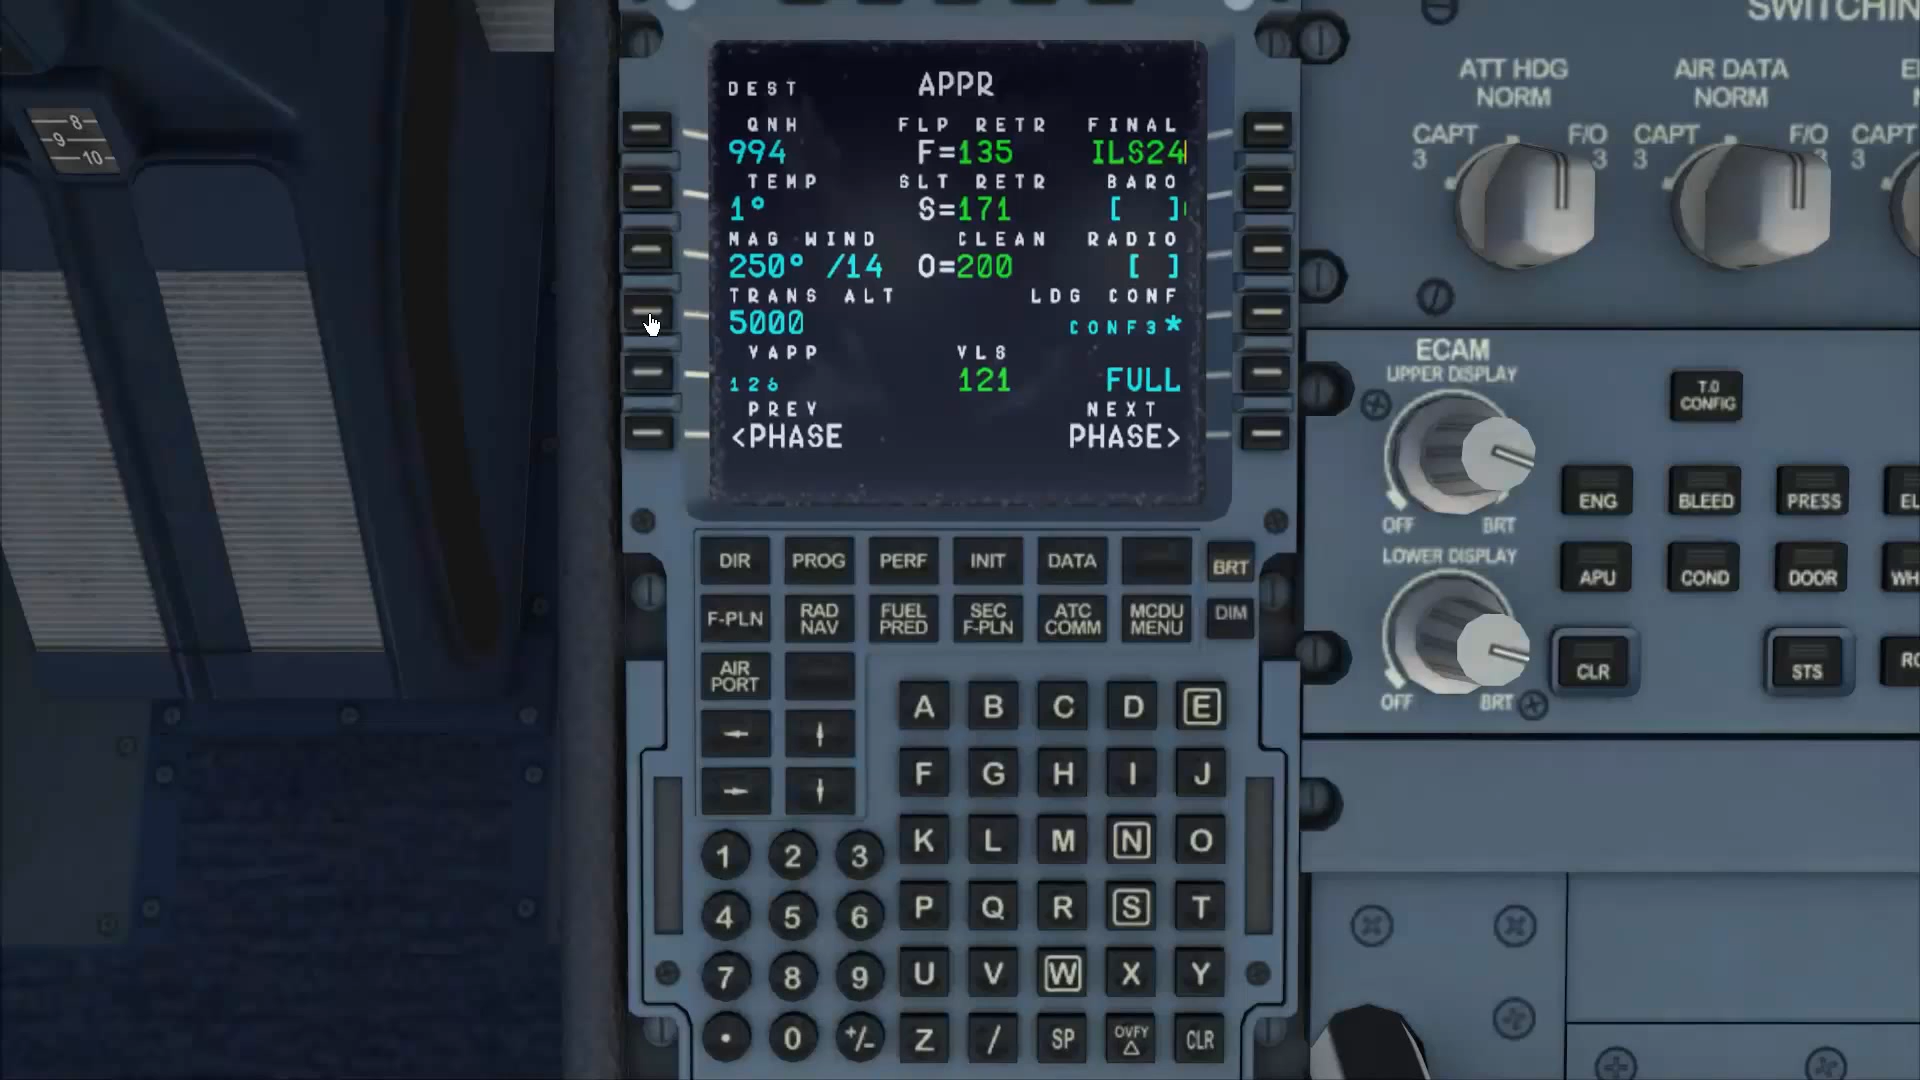 DEST APPR
QNH FLP RETR FINAL
994 F=135 ILS24
TEMP SLT RETR BARO
1° S=171 [ ]
MAG WIND CLEAN RADIO
250° /14 O=200 [ ]
TRANS ALT LDG CONF
5000 CONF3*
VAPP VLS
126 121 FULL
PREV NEXT
<PHASE PHASE>
DIR PROG PERF INIT DATA BRT
F-PLN RAD NAV FUEL PRED SEC F-PLN ATC COMM MCDU MENU DIM
AIR PORT
A B C D E
F G H I J
K L M N O
P Q R S T
U V W X Y
Z / SP OVFY △ CLR
1 2 3
4 5 6
7 8 9
. 0 +/-
8
9
10
SWITCHIN
ATT HDG AIR DATA
NORM NORM
CAPT F/O CAPT F/O CAPT
3 3 3 3 3
ECAM
UPPER DISPLAY
OFF BRT
LOWER DISPLAY
OFF BRT
T.O
CONFIG
ENG BLEED PRESS EL
APU COND DOOR WH
CLR STS